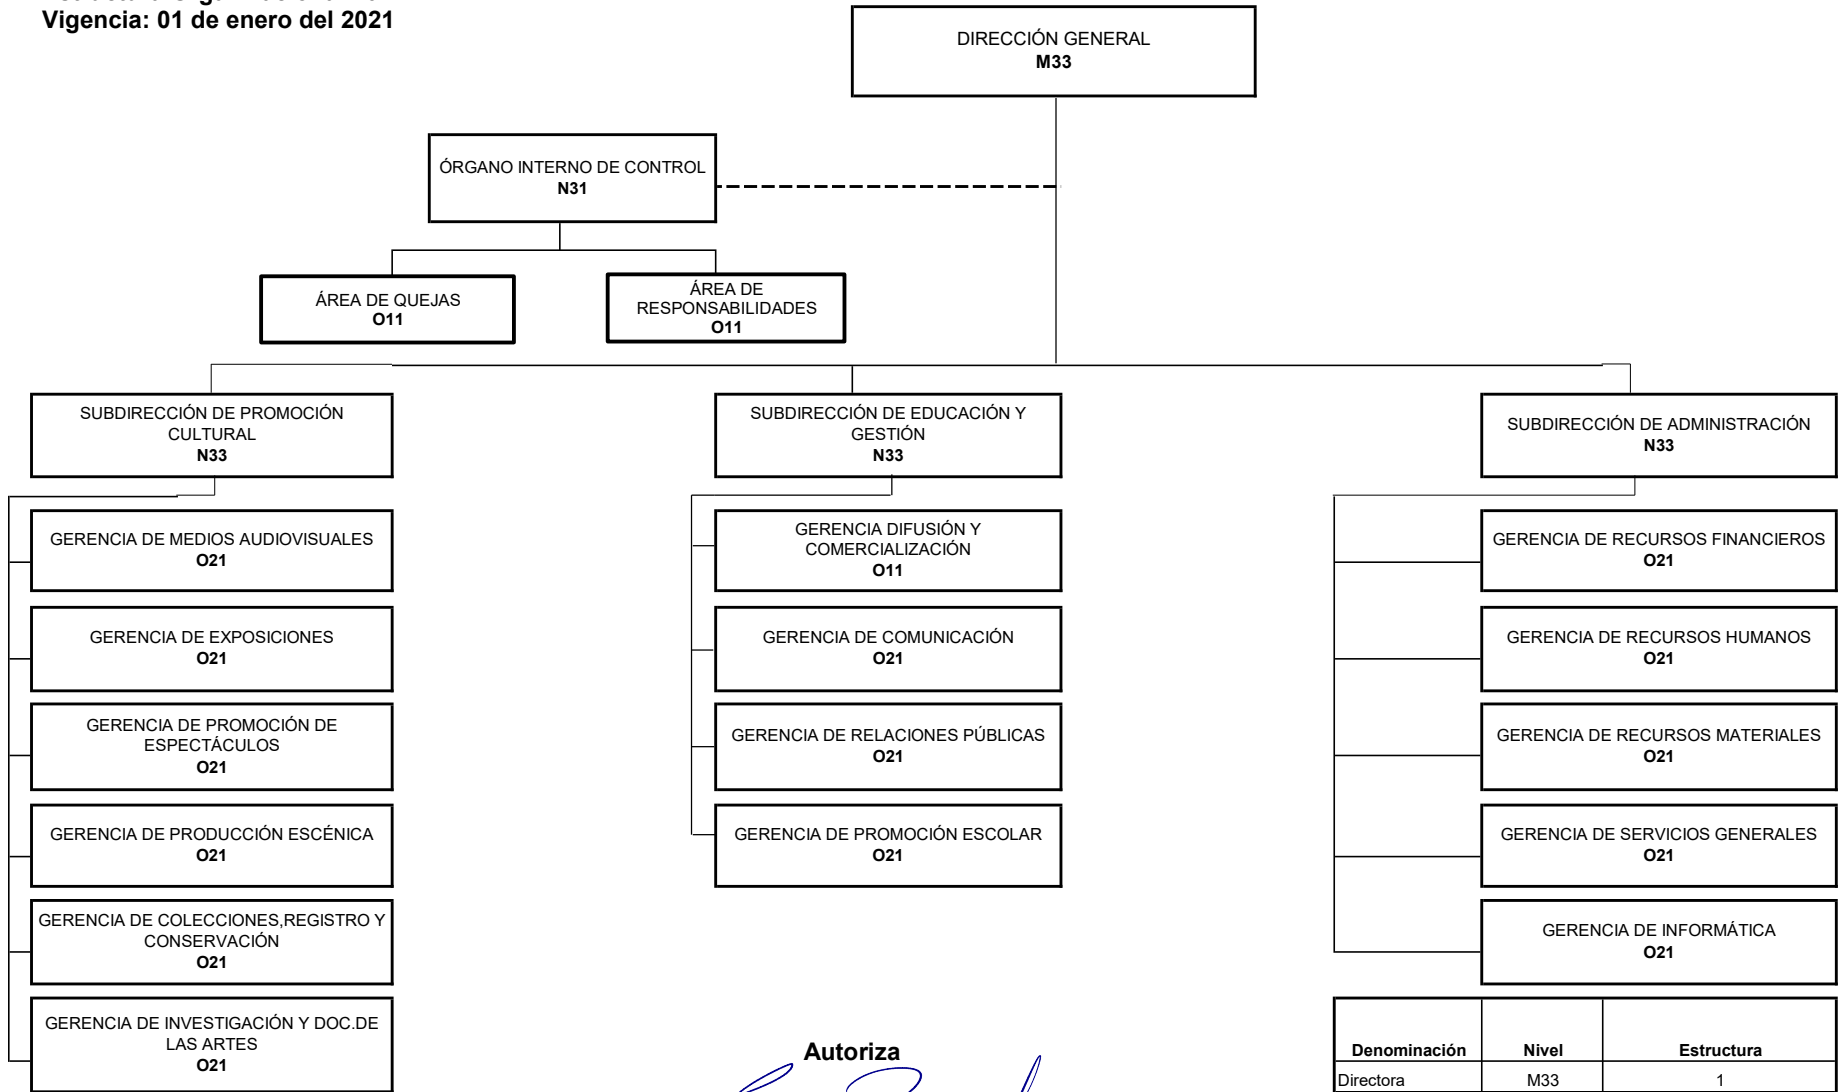 Vigencia: 01 de enero del 2021
DIRECCIÓN GENERAL
M33
ÓRGANO INTERNO DE CONTROL
N31
ÁREA DE QUEJAS
O11
ÁREA DE
RESPONSABILIDADES
O11
SUBDIRECCIÓN DE PROMOCIÓN
CULTURAL
N33
SUBDIRECCIÓN DE EDUCACIÓN Y
GESTIÓN
N33
SUBDIRECCIÓN DE ADMINISTRACIÓN
N33
GERENCIA DE MEDIOS AUDIOVISUALES
O21
GERENCIA DE EXPOSICIONES
O21
GERENCIA DE PROMOCIÓN DE
ESPECTÁCULOS
O21
GERENCIA DE PRODUCCIÓN ESCÉNICA
O21
GERENCIA DE COLECCIONES,REGISTRO Y
CONSERVACIÓN
O21
GERENCIA DE INVESTIGACIÓN Y DOC.DE
LAS ARTES
O21
GERENCIA DIFUSIÓN Y
COMERCIALIZACIÓN
O11
GERENCIA DE COMUNICACIÓN
O21
GERENCIA DE RELACIONES PÚBLICAS
O21
GERENCIA DE PROMOCIÓN ESCOLAR
O21
GERENCIA DE RECURSOS FINANCIEROS
O21
GERENCIA DE RECURSOS HUMANOS
O21
GERENCIA DE RECURSOS MATERIALES
O21
GERENCIA DE SERVICIOS GENERALES
O21
GERENCIA DE INFORMÁTICA
O21
Autoriza
Denominación Nivel Estructura
Directora M33 1